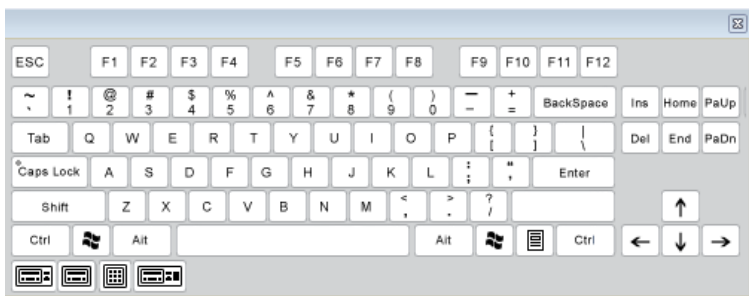 ESC F1 F2 F3 F4 F5 F6 F7 F8 F9 F10 F11 F12
~ ! @ # $ % ^ & * ( ) — +
` 1 2 3 4 5 6 7 8 9 0 – = BackSpace Ins Home PaUp
Tab Q W E R T Y U I O P { [ } ] | \ Del End PaDn
Caps Lock A S D F G H J K L : ; " ' Enter
Shift Z X C V B N M < , > . ? / ↑
Ctrl Alt Alt Ctrl ← ↓ →